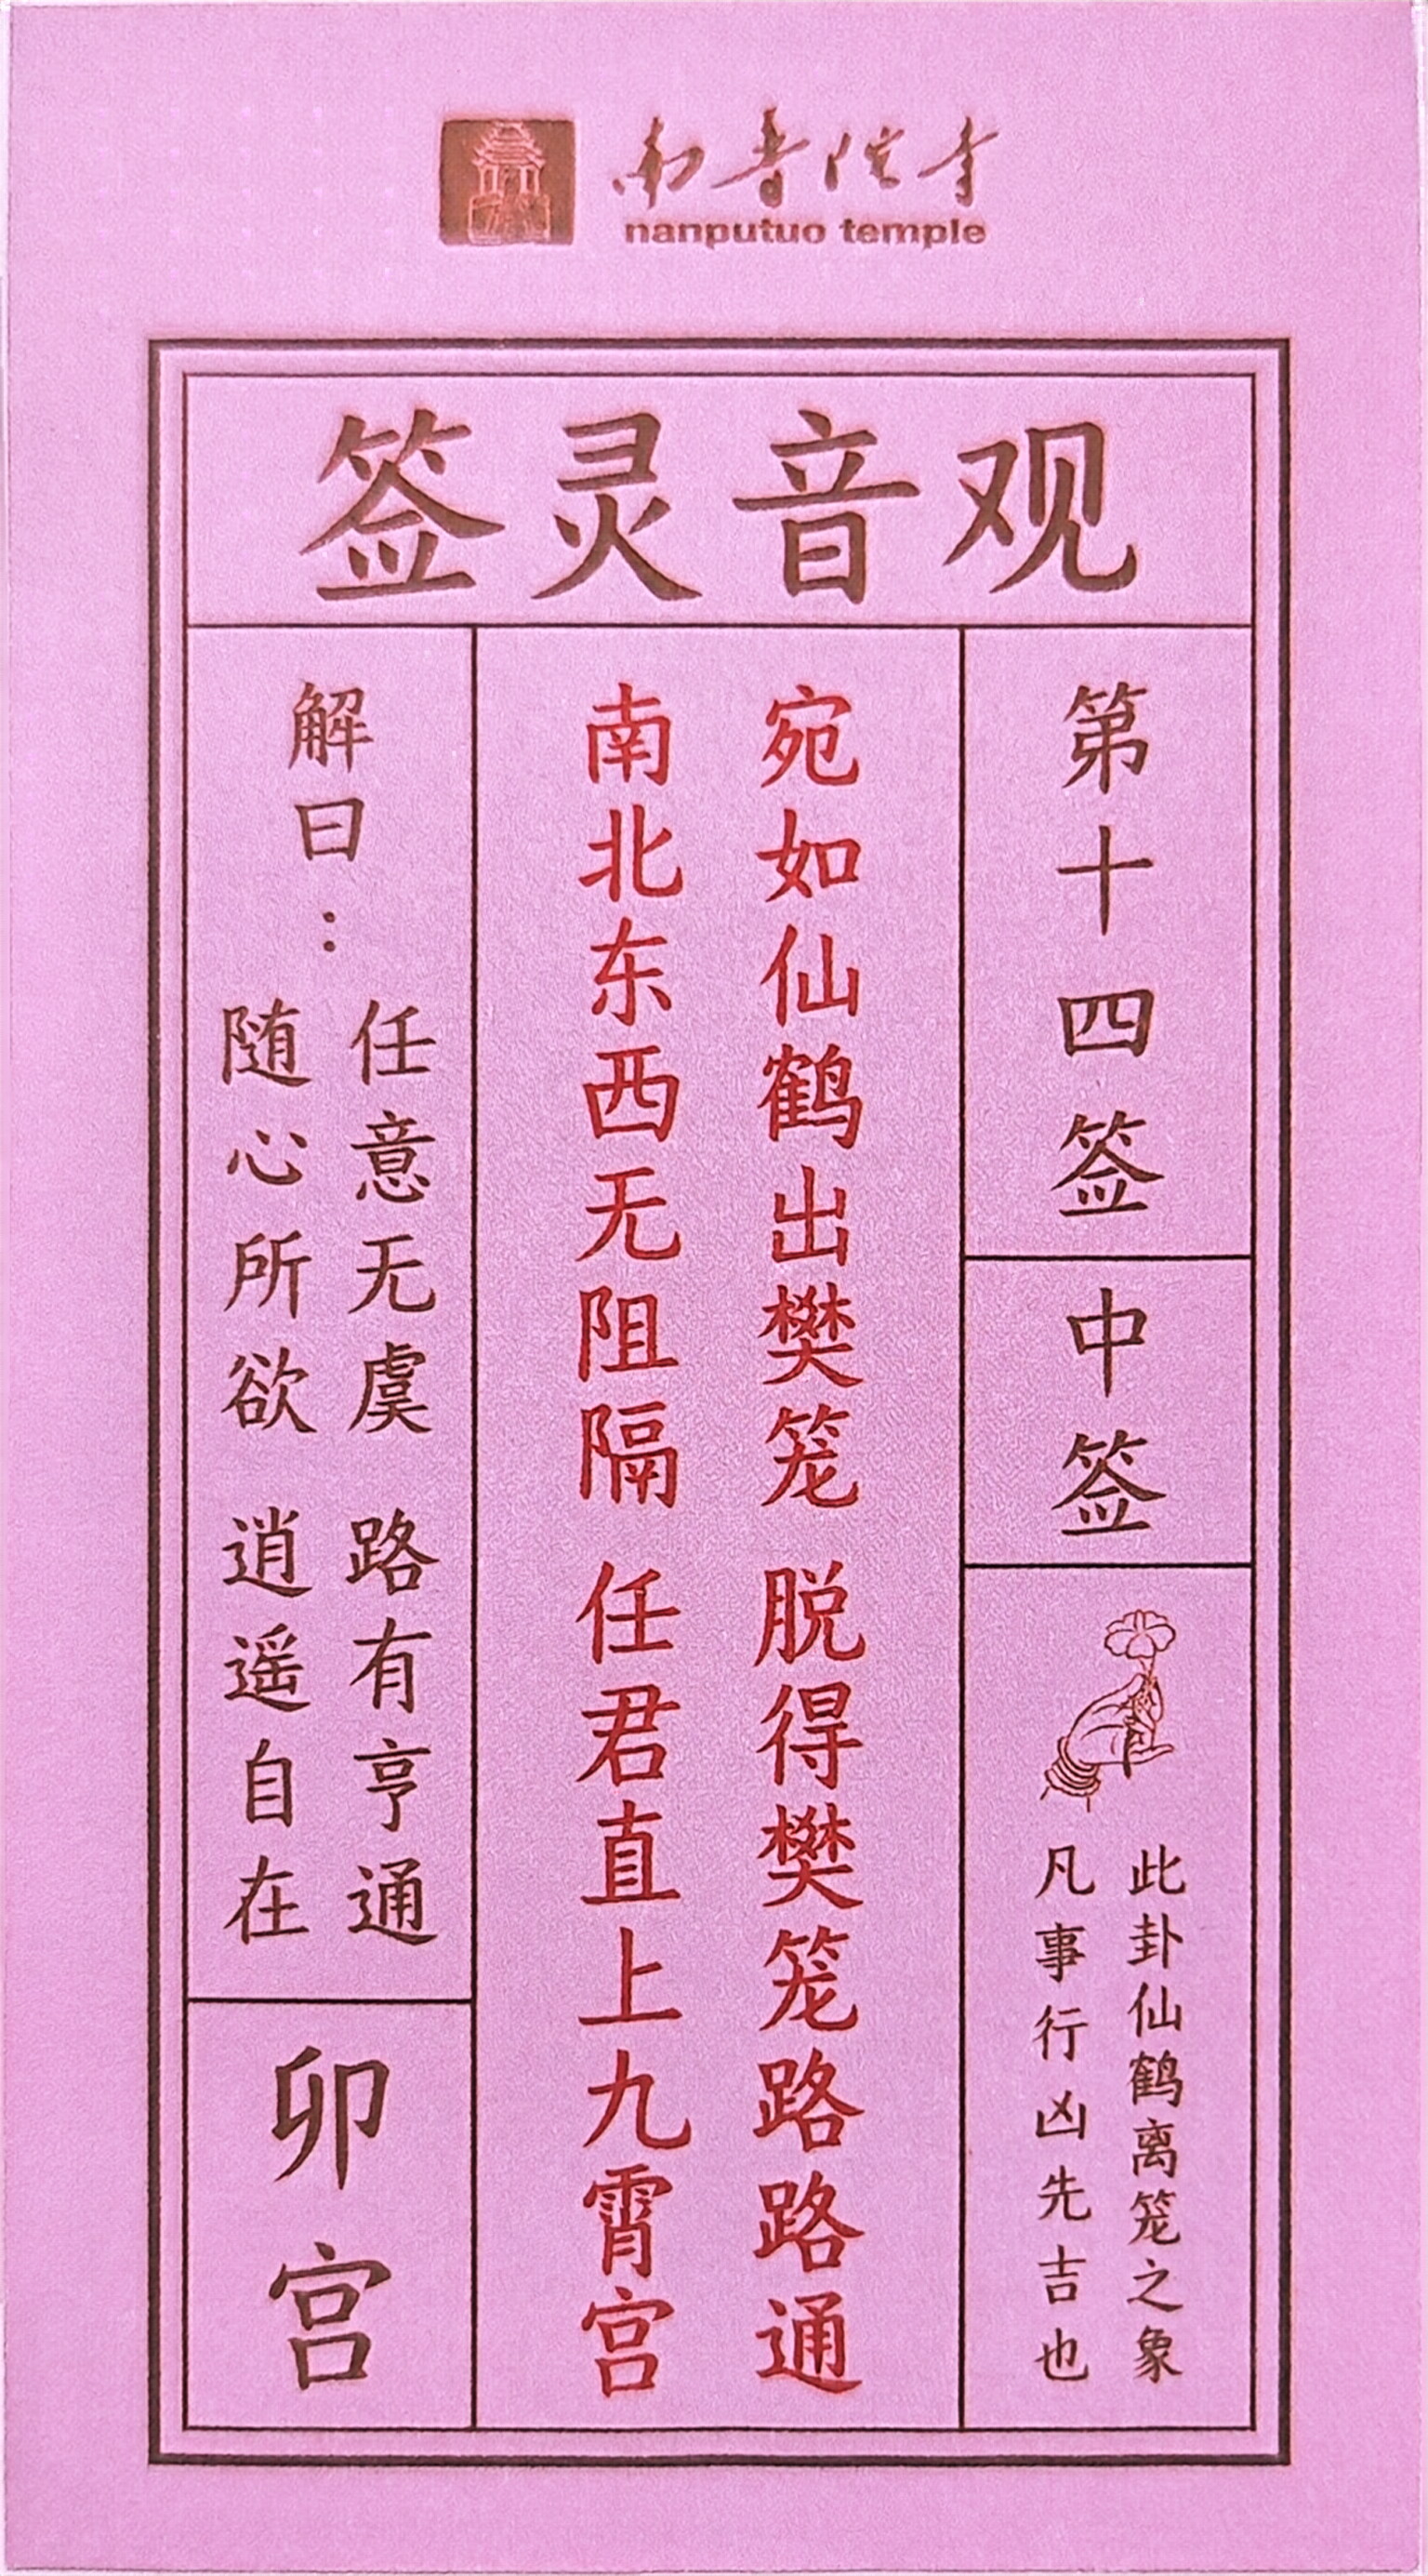 南普陀寺
nanputuo temple
观音灵签
第十四签
中签
此卦仙鹤离笼之象
凡事行凶先吉也
宛如仙鹤出樊笼 脱得樊笼路路通
南北东西无阻隔 任君直上九霄宫
解曰：
任意无虞 路有亨通
随心所欲 逍遥自在
卯宫